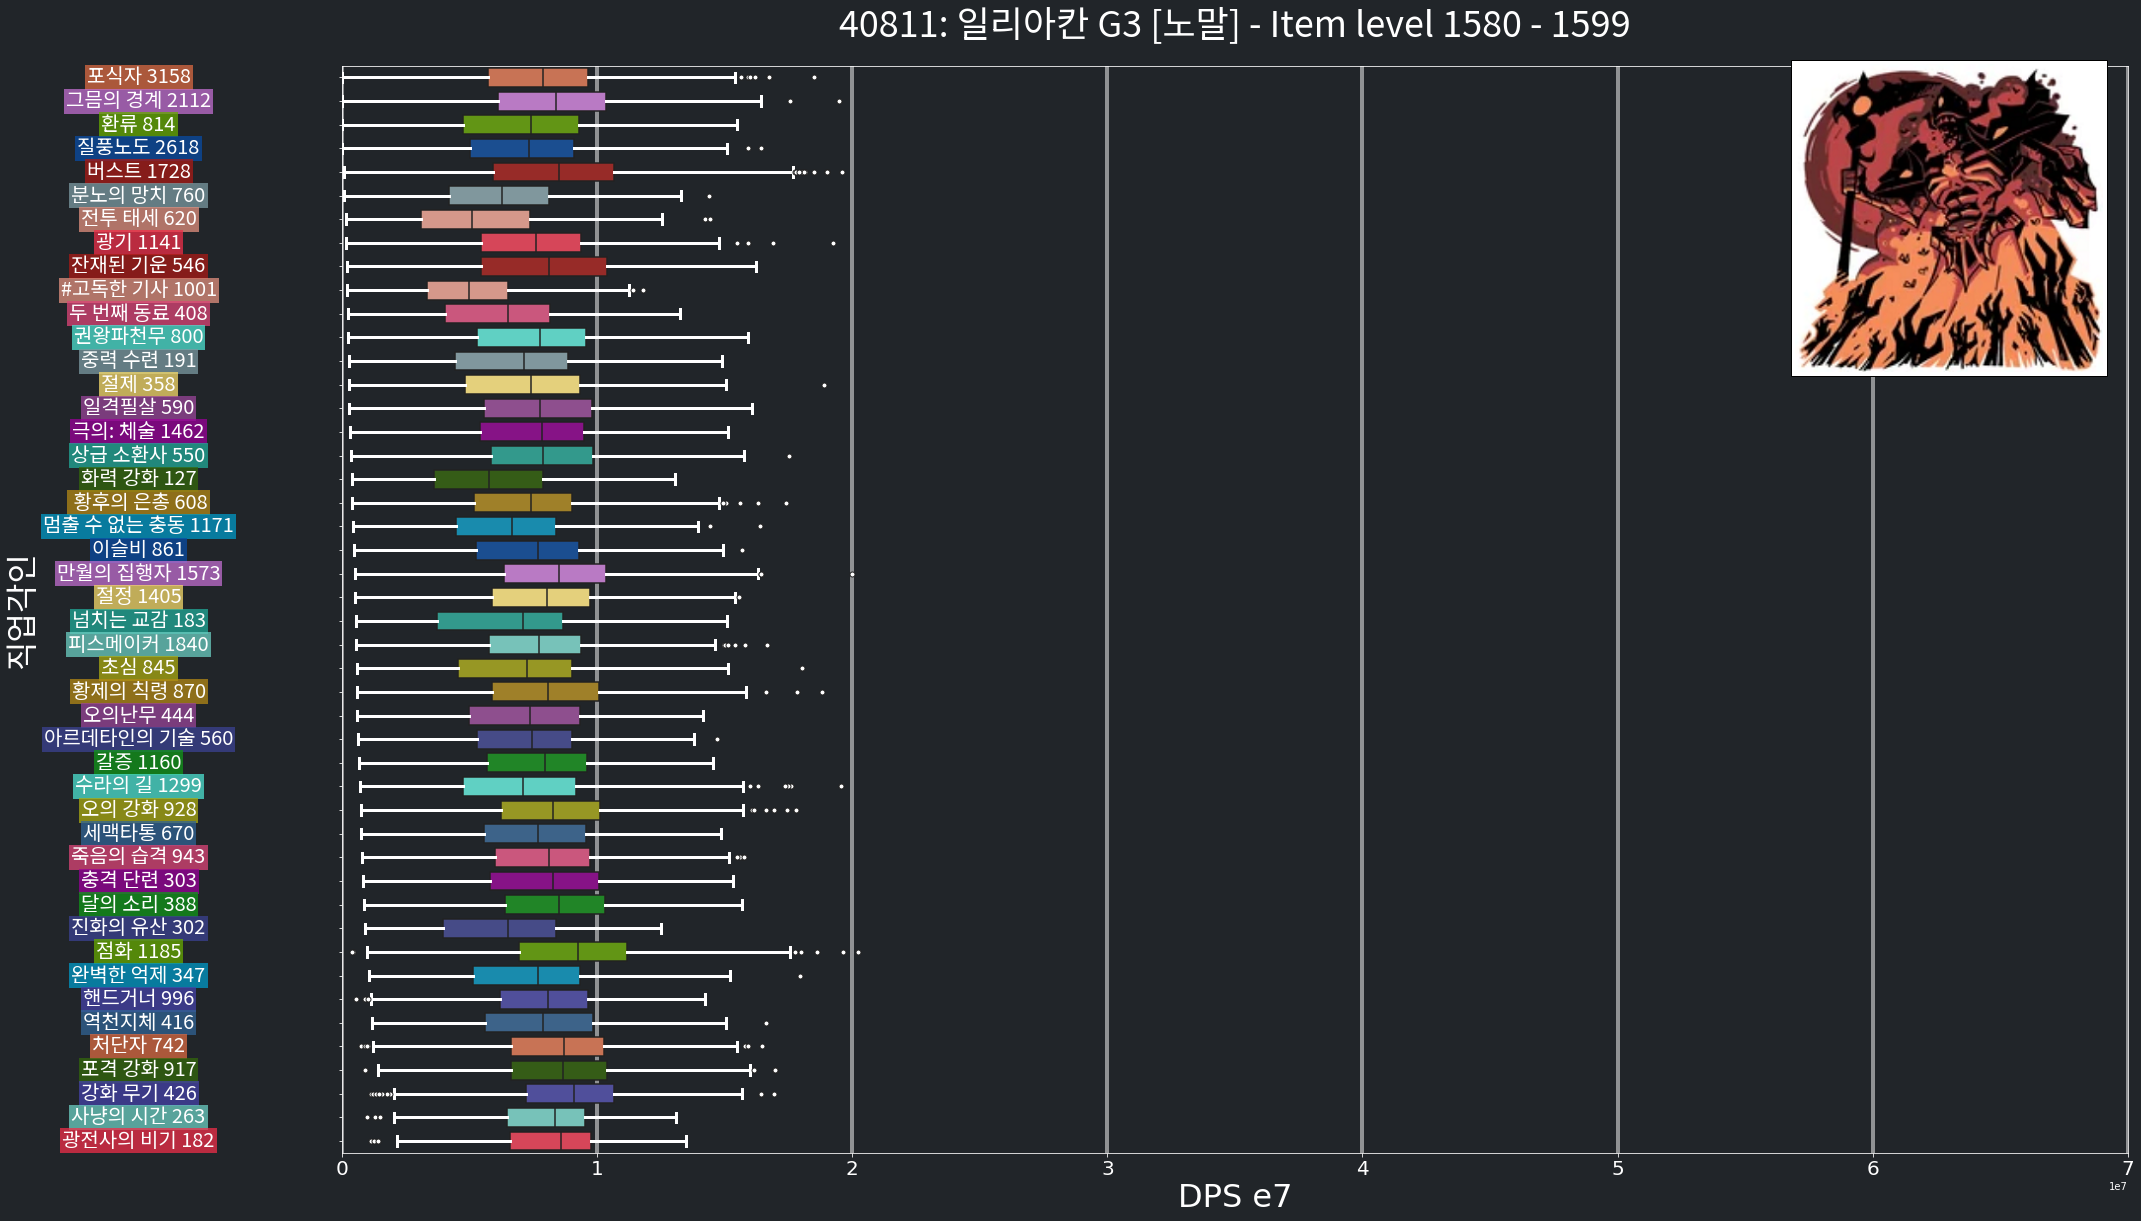 40811: 일리아칸 G3 [노말] - Item level 1580 - 1599
포식자 3158
그믐의 경계 2112
환류 814
질풍노도 2618
버스트 1728
분노의 망치 760
전투 태세 620
광기 1141
잔재된 기운 546
#고독한 기사 1001
두 번째 동료 408
권왕파천무 800
중력 수련 191
절제 358
일격필살 590
극의: 체술 1462
상급 소환사 550
화력 강화 127
황후의 은총 608
멈출 수 없는 충동 1171
이슬비 861
만월의 집행자 1573
절정 1405
넘치는 교감 183
피스메이커 1840
초심 845
황제의 칙령 870
오의난무 444
아르데타인의 기술 560
갈증 1160
수라의 길 1299
오의 강화 928
세맥타통 670
죽음의 습격 943
충격 단련 303
달의 소리 388
진화의 유산 302
점화 1185
완벽한 억제 347
핸드거너 996
역천지체 416
처단자 742
포격 강화 917
강화 무기 426
사냥의 시간 263
광전사의 비기 182
직업각인
0 1 2 3 4 5 6 7
1e7
DPS e7